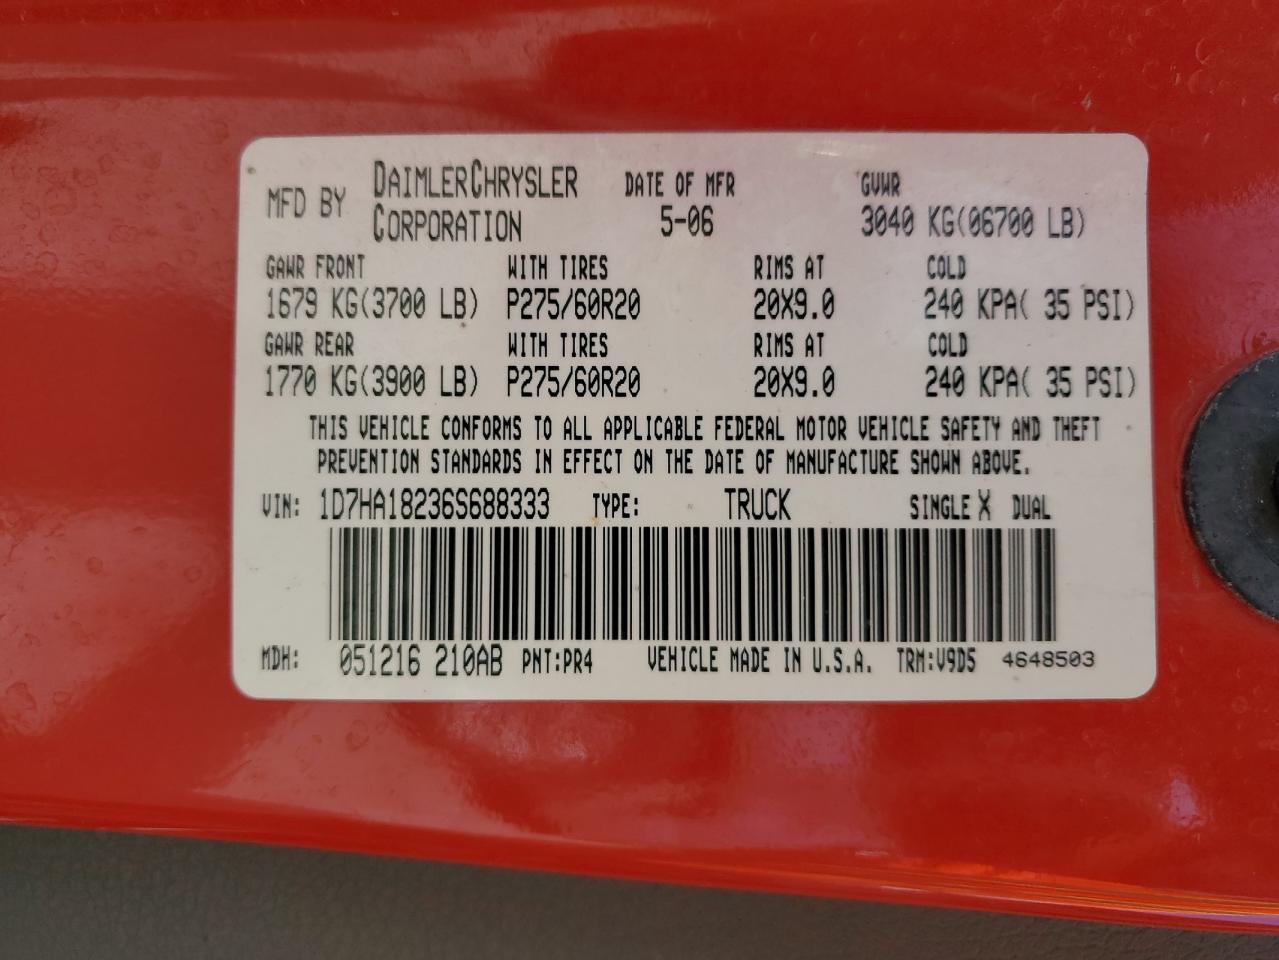 MFD BY DAIMLERCHRYSLER CORPORATION DATE OF MFR 5-06 GVWR 3040 KG(06700 LB)
GAWR FRONT WITH TIRES RIMS AT COLD
1679 KG(3700 LB) P275/60R20 20X9.0 240 KPA( 35 PSI)
GAWR REAR WITH TIRES RIMS AT COLD
1770 KG(3900 LB) P275/60R20 20X9.0 240 KPA( 35 PSI)
THIS VEHICLE CONFORMS TO ALL APPLICABLE FEDERAL MOTOR VEHICLE SAFETY AND THEFT
PREVENTION STANDARDS IN EFFECT ON THE DATE OF MANUFACTURE SHOWN ABOVE.
VIN: 1D7HA18236S688333 TYPE: TRUCK SINGLE X DUAL
MDH: 051216 210AB PNT:PR4 VEHICLE MADE IN U.S.A. TRM:V9D5 4648503